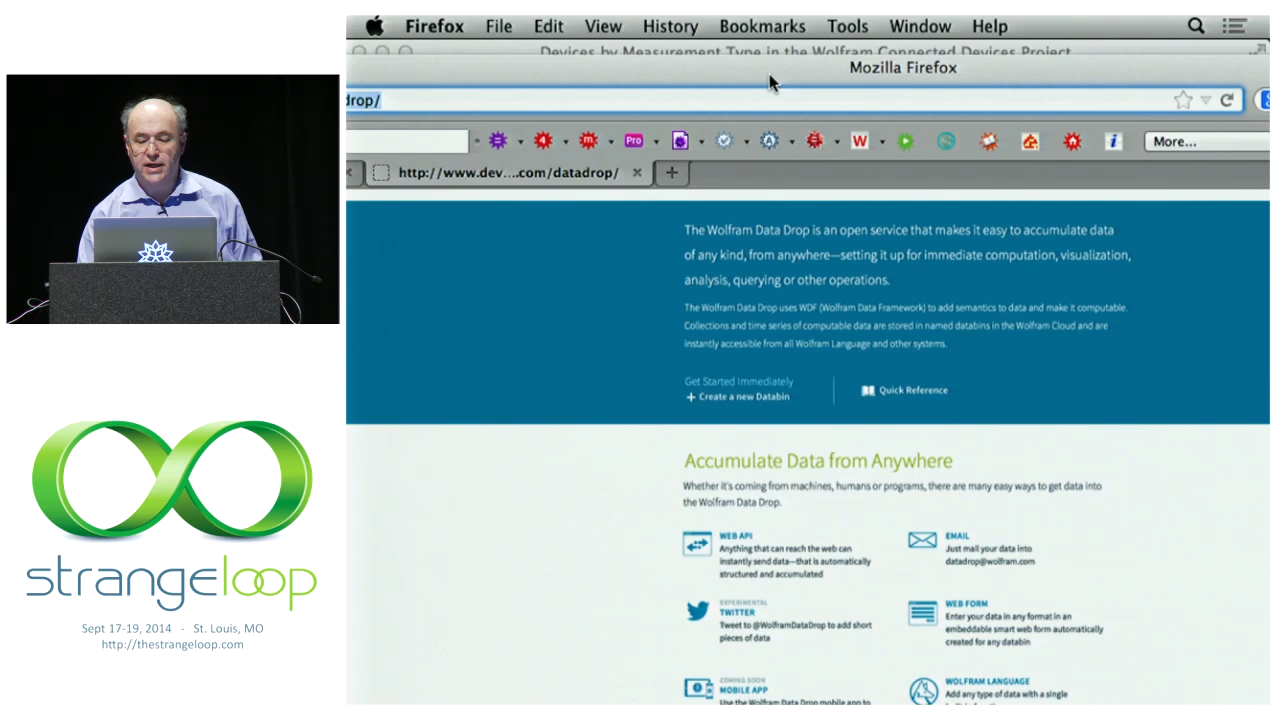 Firefox File Edit View History Bookmarks Tools Window Help
Devices by Measurement Type in the Wolfram Connected Devices Project
Mozilla Firefox
drop/
Pro
W
i
More...
http://www.dev....com/datadrop/
The Wolfram Data Drop is an open service that makes it easy to accumulate data
of any kind, from anywhere—setting it up for immediate computation, visualization,
analysis, querying or other operations.
The Wolfram Data Drop uses WDF (Wolfram Data Framework) to add semantics to data and make it computable.
Collections and time series of computable data are stored in named databins in the Wolfram Cloud and are
instantly accessible from all Wolfram Language and other systems.
Get Started Immediately
+ Create a new Databin
Quick Reference
Accumulate Data from Anywhere
Whether it's coming from machines, humans or programs, there are many easy ways to get data into
the Wolfram Data Drop.
WEB API
Anything that can reach the web can
instantly send data—that is automatically
structured and accumulated
EMAIL
Just mail your data into
datadrop@wolfram.com
EXPERIMENTAL
TWITTER
Tweet to @WolframDataDrop to add short
pieces of data
WEB FORM
Enter your data in any format in an
embeddable smart web form automatically
created for any databin
COMING SOON
MOBILE APP
Use the Wolfram Data Drop mobile app to
WOLFRAM LANGUAGE
Add any type of data with a single
strangeloop
Sept 17-19, 2014 - St. Louis, MO
http://thestrangeloop.com